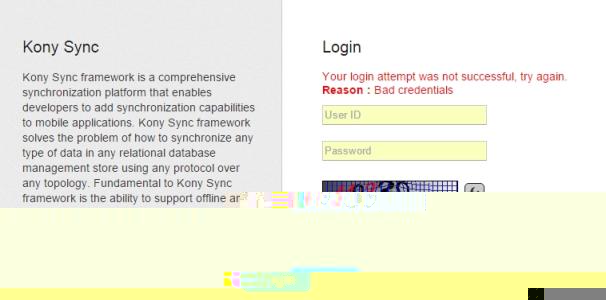 Kony Sync
Kony Sync framework is a comprehensive
synchronization platform that enables
developers to add synchronization capabilities
to mobile applications. Kony Sync framework
solves the problem of how to synchronize any
type of data in any relational database
management store using any protocol over
any topology. Fundamental to Kony Sync
framework is the ability to support offline
Login
Your login attempt was not successful, try again.
Reason : Bad credentials
User ID
Password